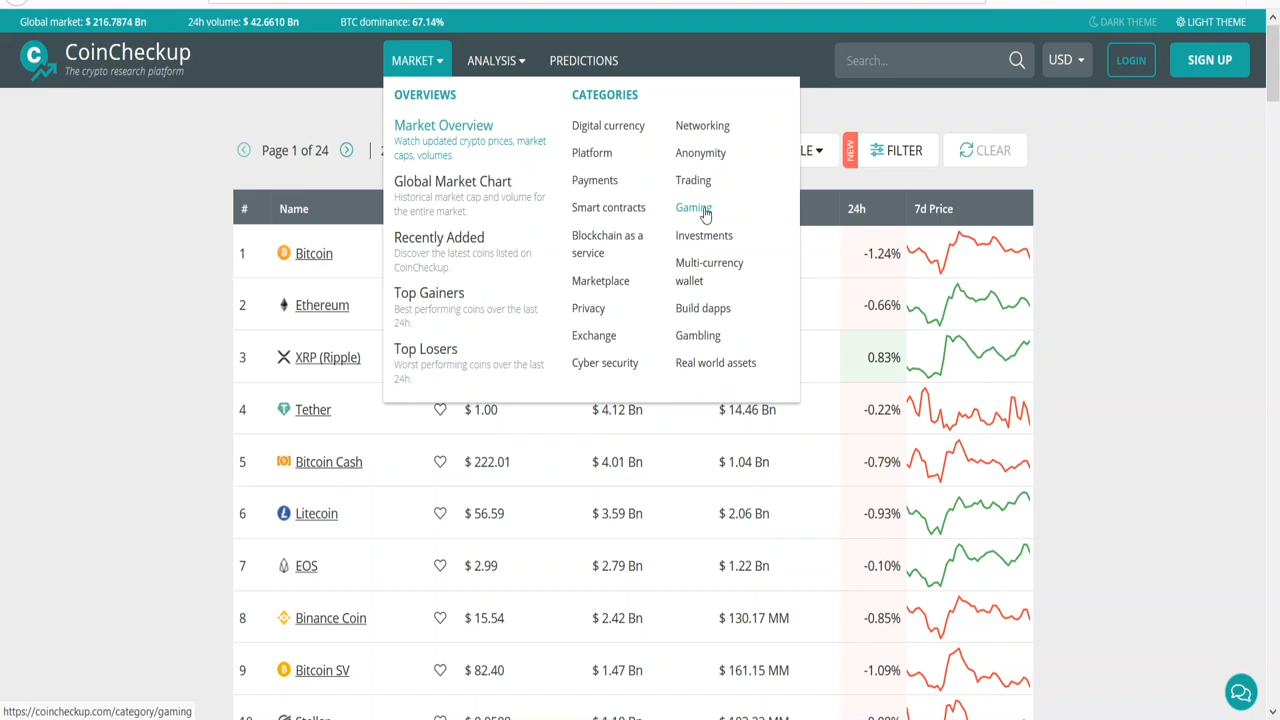 Global market: $ 216.7874 Bn 24h volume: $ 42.6610 Bn BTC dominance: 67.14% DARK THEME LIGHT THEME
CoinCheckup
The crypto research platform
MARKET ANALYSIS PREDICTIONS Search... USD LOGIN SIGN UP
OVERVIEWS
Market Overview
Watch updated crypto prices, market
caps, volumes.
Global Market Chart
Historical market cap and volume for
the entire market.
Recently Added
Discover the latest coins listed on
CoinCheckup.
Top Gainers
Best performing coins over the last
24h.
Top Losers
Worst performing coins over the last
24h.
CATEGORIES
Digital currency
Platform
Payments
Smart contracts
Blockchain as a
service
Marketplace
Privacy
Exchange
Cyber security
Networking
Anonymity
Trading
Gaming
Investments
Multi-currency
wallet
Build dapps
Gambling
Real world assets
Page 1 of 24 NEW FILTER CLEAR
# Name 24h 7d Price
1 Bitcoin -1.24%
2 Ethereum -0.66%
3 XRP (Ripple) 0.83%
4 Tether $ 1.00 $ 4.12 Bn $ 14.46 Bn -0.22%
5 Bitcoin Cash $ 222.01 $ 4.01 Bn $ 1.04 Bn -0.79%
6 Litecoin $ 56.59 $ 3.59 Bn $ 2.06 Bn -0.93%
7 EOS $ 2.99 $ 2.79 Bn $ 1.22 Bn -0.10%
8 Binance Coin $ 15.54 $ 2.42 Bn $ 130.17 MM -0.85%
9 Bitcoin SV $ 82.40 $ 1.47 Bn $ 161.15 MM -1.09%
https://coincheckup.com/category/gaming